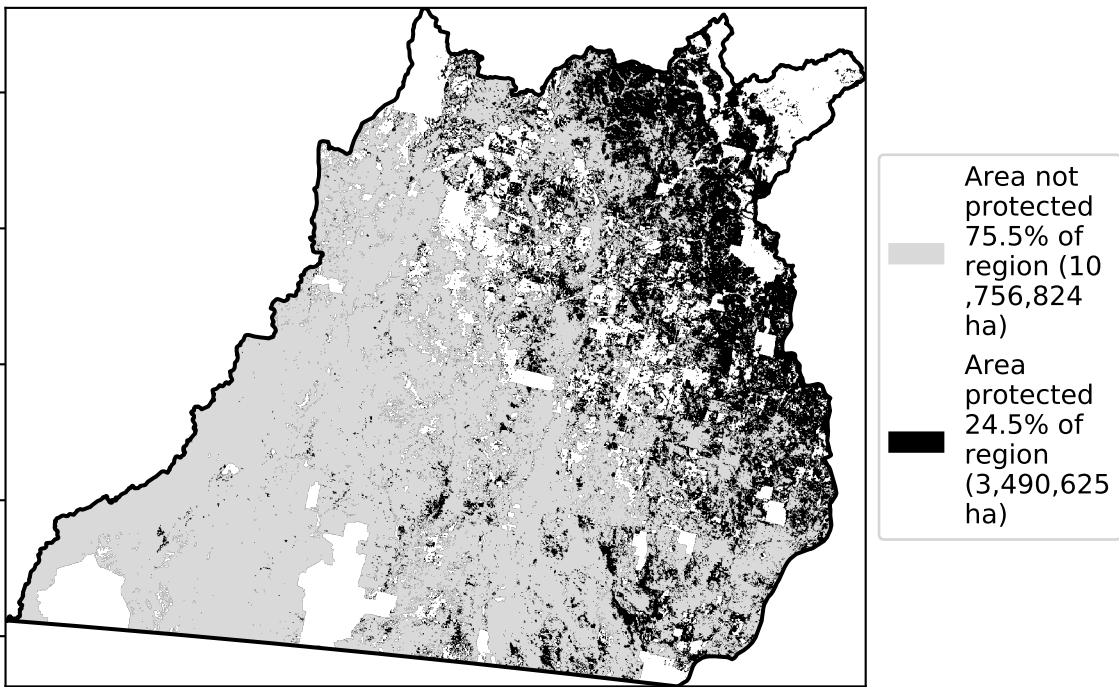 Area not
protected
75.5% of
region (10
,756,824
ha)
Area
protected
24.5% of
region
(3,490,625
ha)